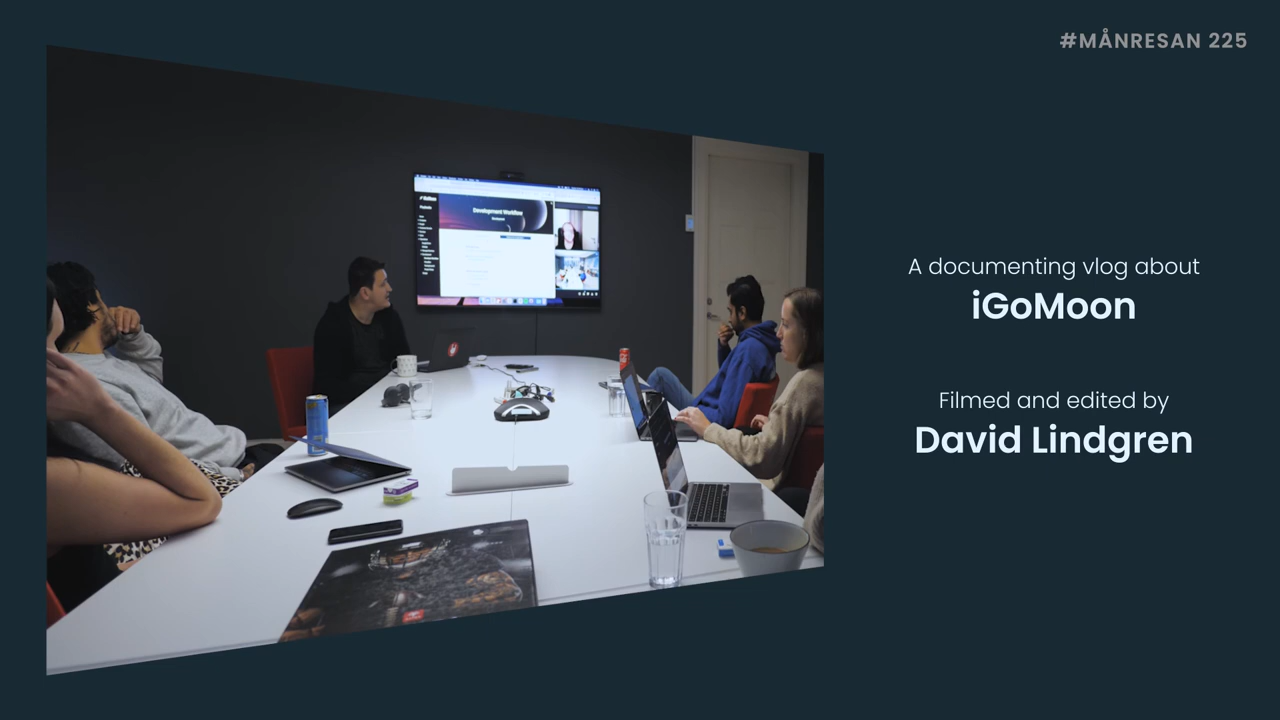 #MÅNRESAN 225
Development Workflow
A documenting vlog about
iGoMoon
Filmed and edited by
David Lindgren